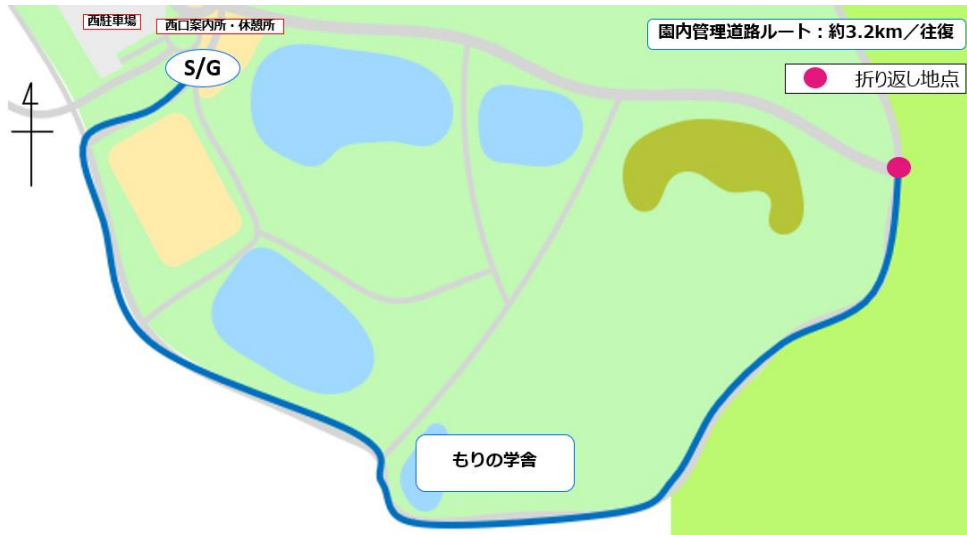 西駐車場
西口案内所・休憩所
園内管理道路ルート：約3.2km／往復
S/G
折り返し地点
もりの学舎